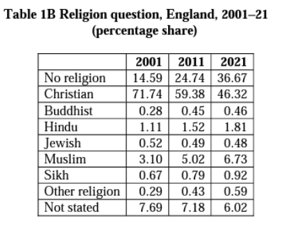 Table 1B Religion question, England, 2001–21
(percentage share)
2001 2011 2021
No religion 14.59 24.74 36.67
Christian 71.74 59.38 46.32
Buddhist 0.28 0.45 0.46
Hindu 1.11 1.52 1.81
Jewish 0.52 0.49 0.48
Muslim 3.10 5.02 6.73
Sikh 0.67 0.79 0.92
Other religion 0.29 0.43 0.59
Not stated 7.69 7.18 6.02